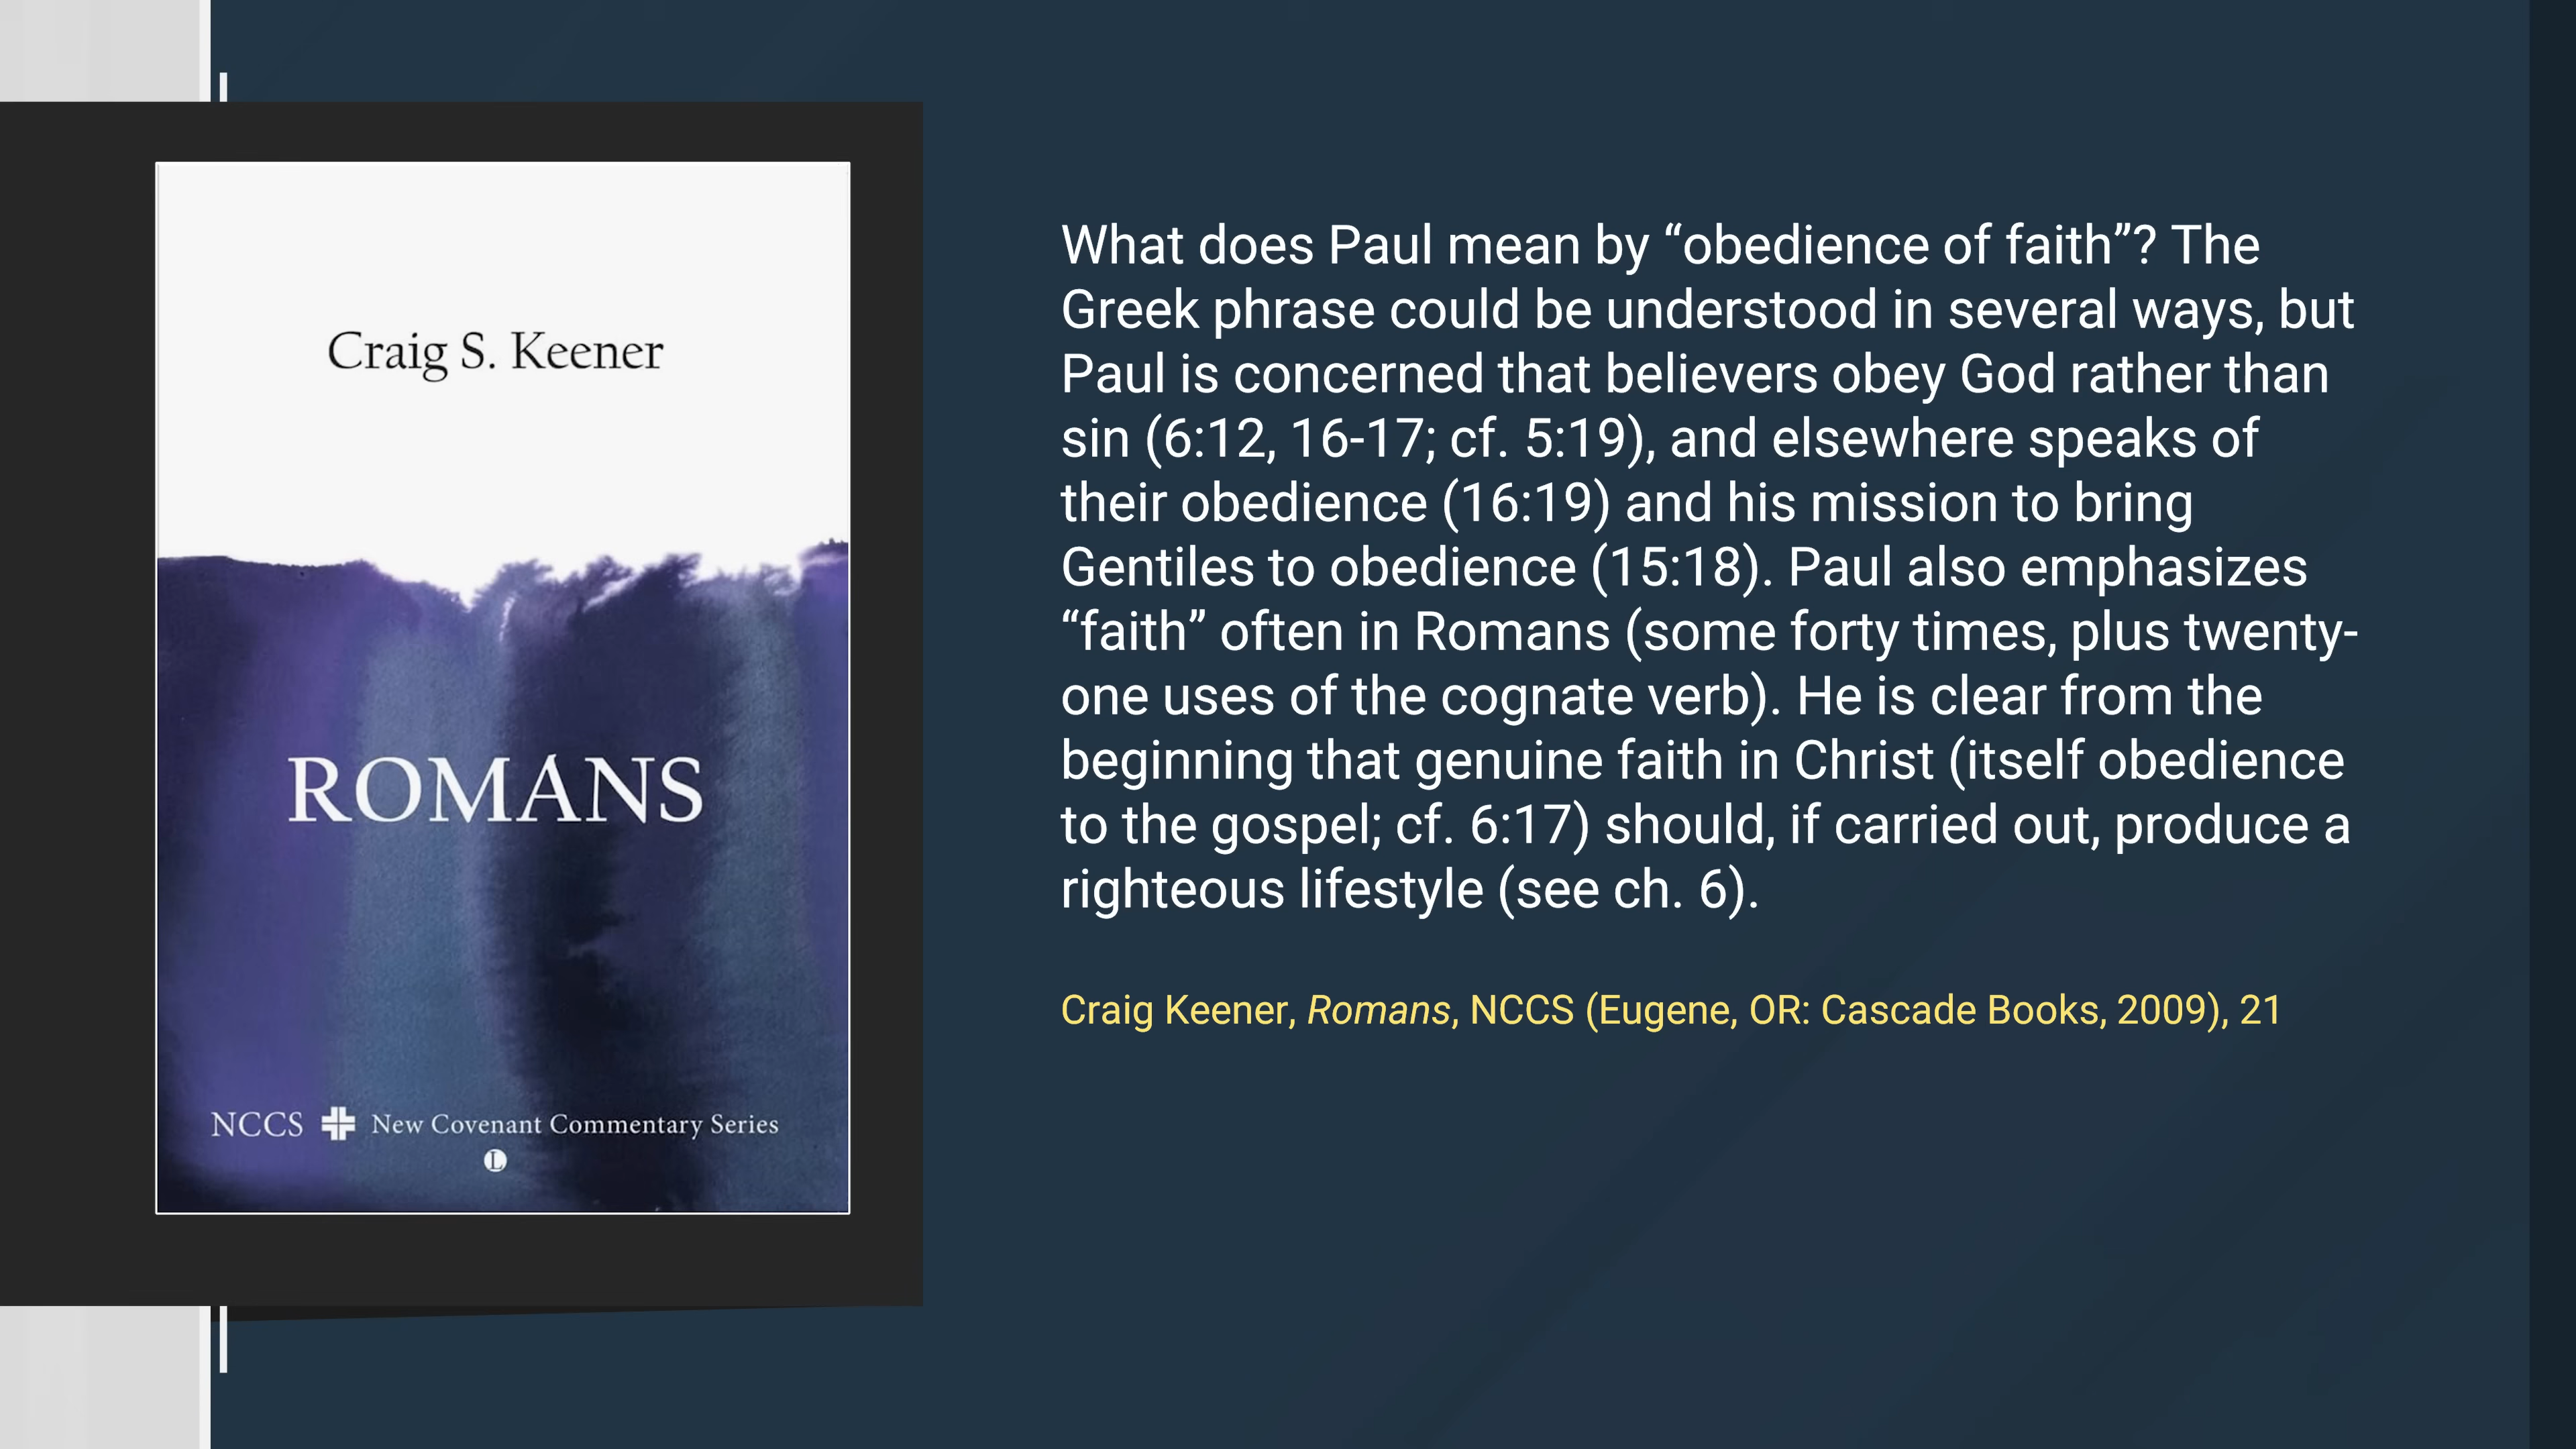 Craig S. Keener
ROMANS
NCCS New Covenant Commentary Series
L
What does Paul mean by “obedience of faith”? The
Greek phrase could be understood in several ways, but
Paul is concerned that believers obey God rather than
sin (6:12, 16-17; cf. 5:19), and elsewhere speaks of
their obedience (16:19) and his mission to bring
Gentiles to obedience (15:18). Paul also emphasizes
“faith” often in Romans (some forty times, plus twenty-
one uses of the cognate verb). He is clear from the
beginning that genuine faith in Christ (itself obedience
to the gospel; cf. 6:17) should, if carried out, produce a
righteous lifestyle (see ch. 6).
Craig Keener, Romans, NCCS (Eugene, OR: Cascade Books, 2009), 21